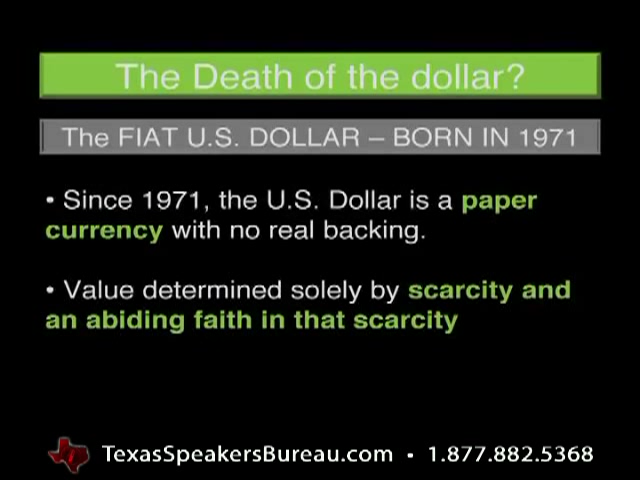 The Death of the dollar?
The FIAT U.S. DOLLAR – BORN IN 1971
• Since 1971, the U.S. Dollar is a paper
currency with no real backing.
• Value determined solely by scarcity and
an abiding faith in that scarcity
TexasSpeakersBureau.com • 1.877.882.5368